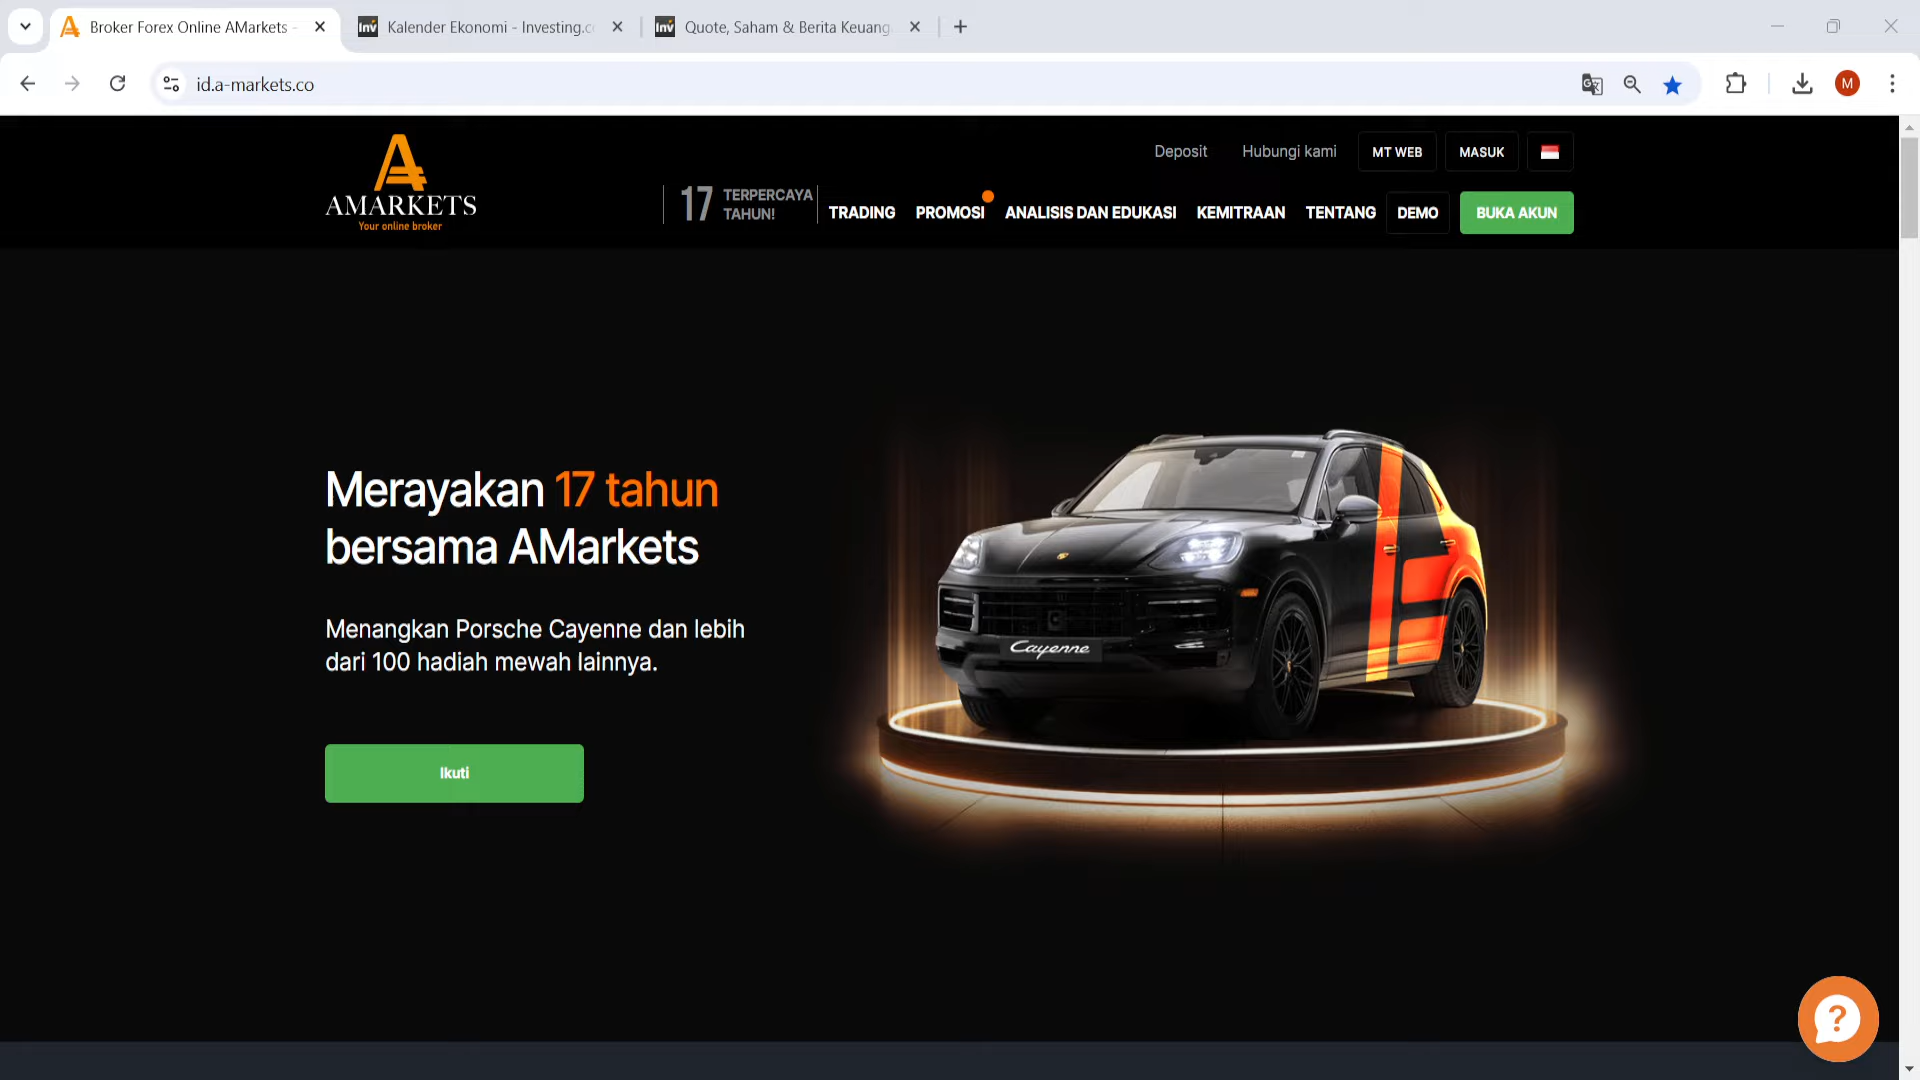 Broker Forex Online AMarkets -
Kalender Ekonomi - Investing.c
Quote, Saham & Berita Keuang
id.a-markets.co
M
Deposit
Hubungi kami
MT WEB
MASUK
AMARKETS
Your online broker
17 TERPERCAYA
TAHUN!
TRADING
PROMOSI
ANALISIS DAN EDUKASI
KEMITRAAN
TENTANG
DEMO
BUKA AKUN
Merayakan 17 tahun
bersama AMarkets
Menangkan Porsche Cayenne dan lebih
dari 100 hadiah mewah lainnya.
Cayenne
Ikuti